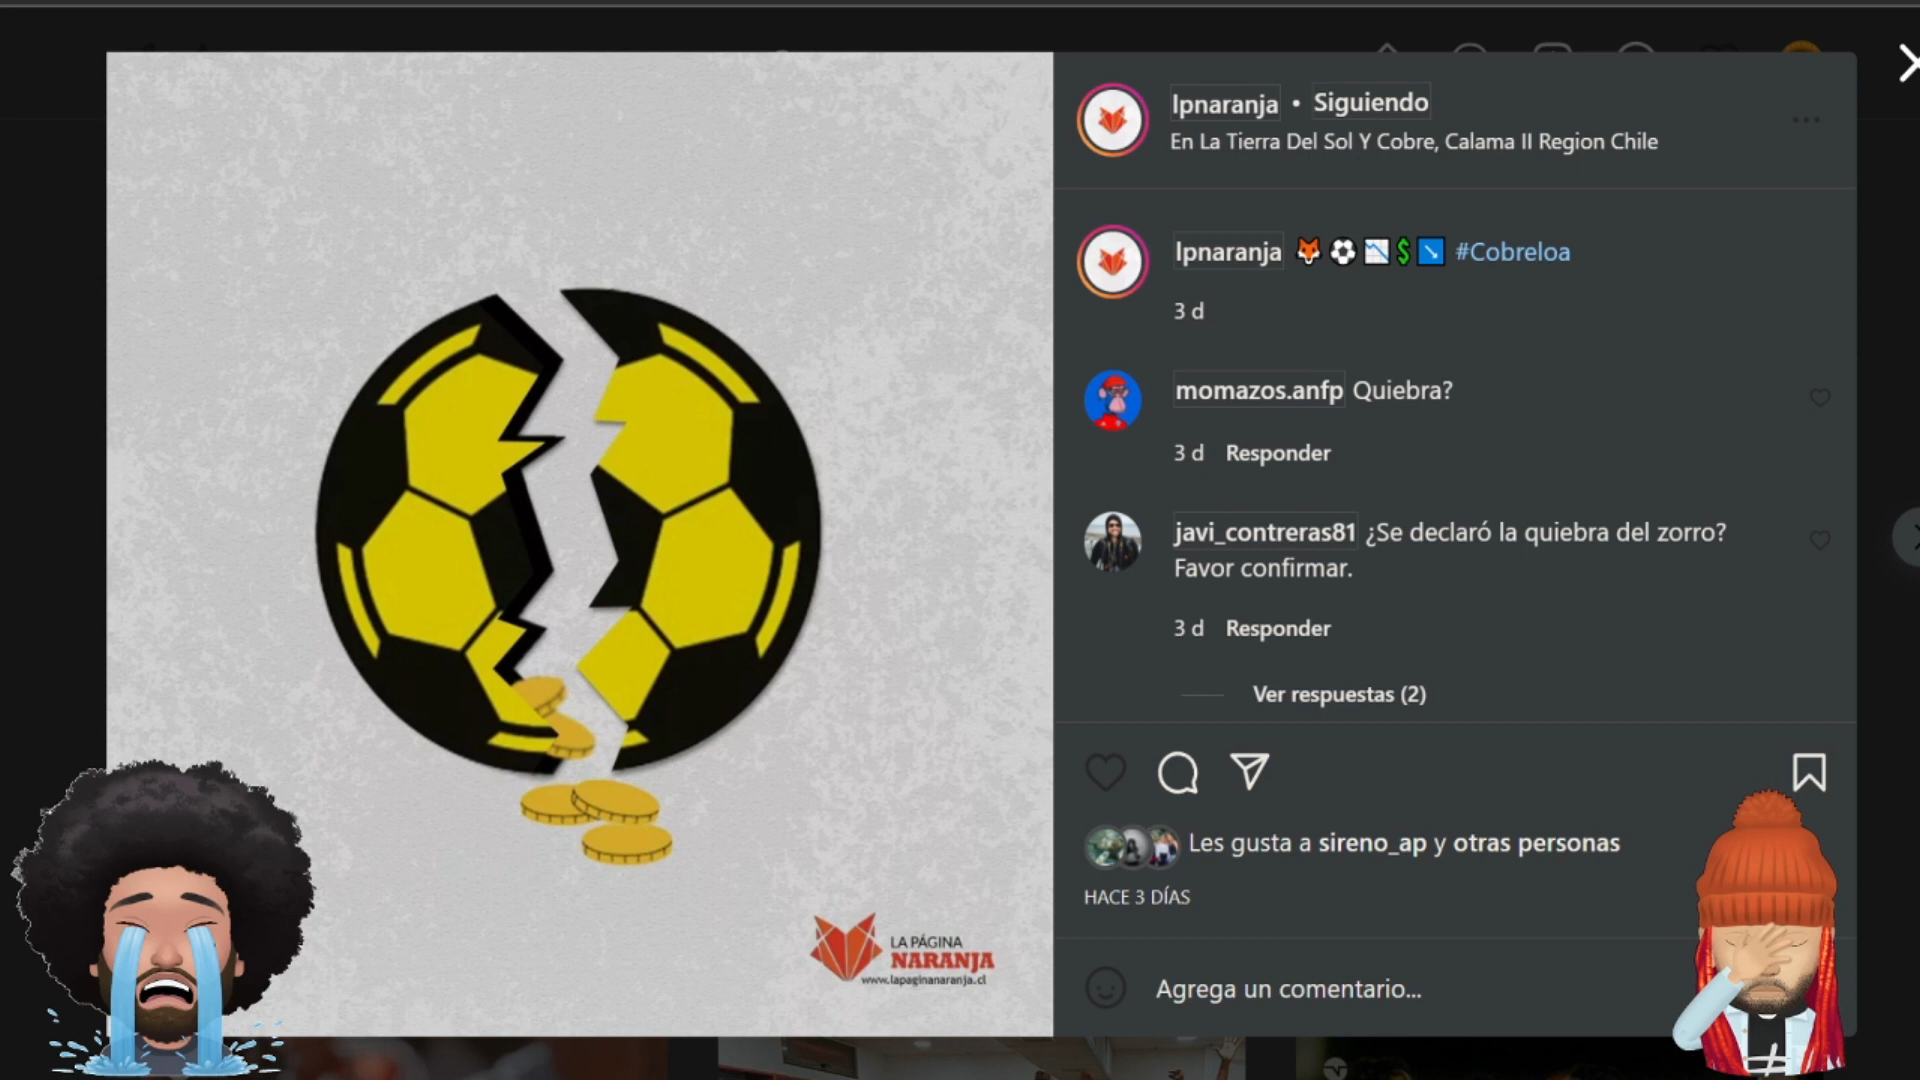 LA PÁGINA
NARANJA
www.lapaginanaranja.cl
lpnaranja • Siguiendo
En La Tierra Del Sol Y Cobre, Calama II Region Chile
lpnaranja 🦊⚽📉💲↘️ #Cobreloa
3 d
momazos.anfp Quiebra?
3 d Responder
javi_contreras81 ¿Se declaró la quiebra del zorro?
Favor confirmar.
3 d Responder
Ver respuestas (2)
Les gusta a sireno_ap y otras personas
HACE 3 DÍAS
Agrega un comentario...